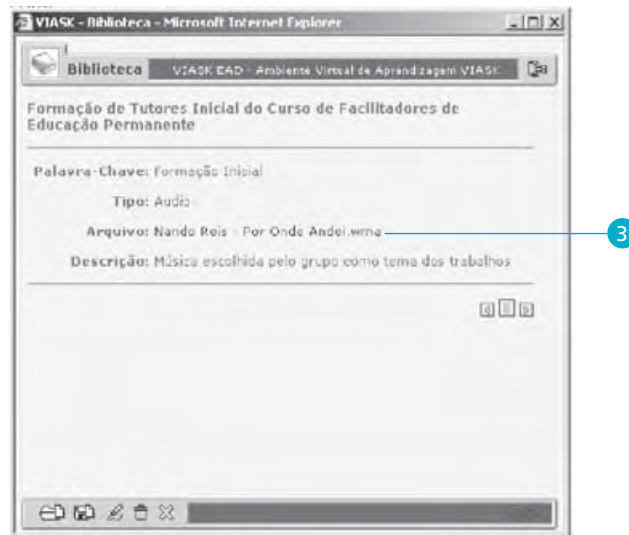 VIASK - Biblioteca - Microsoft Internet Explorer
Biblioteca VIASK EAD - Ambiente Virtual de Aprendizagem VIASK
Formação de Tutores Inicial do Curso de Facilitadores de
Educação Permanente
Palavra-Chave: Formação Inicial
Tipo: Audio
Arquivo: Nando Reis - Por Onde Andei.wma
3
Descrição: Música escolhida pelo grupo como tema dos trabalhos